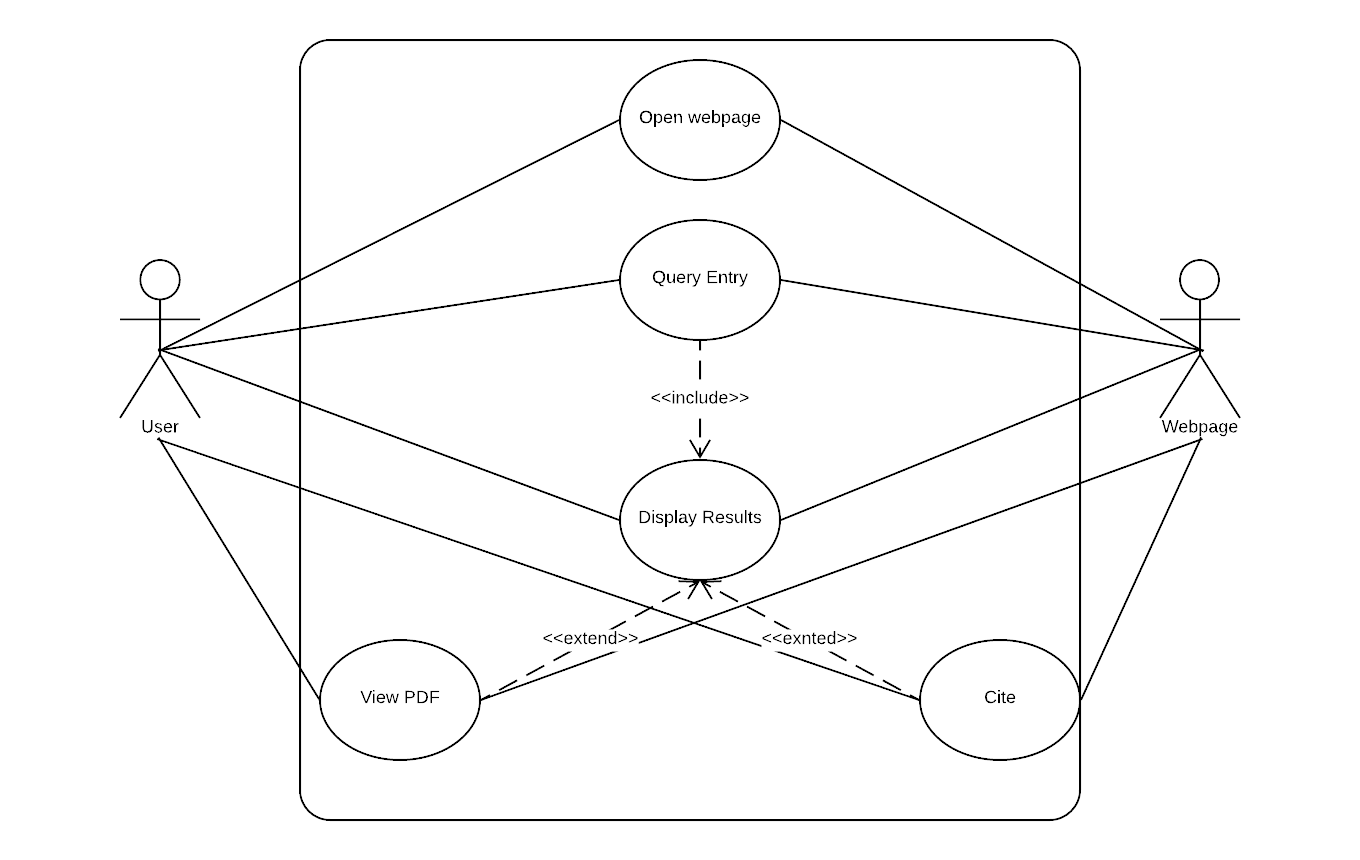 Open webpage
Query Entry
<<include>>
User
Webpage
Display Results
<<extend>>
<<exnted>>
View PDF
Cite